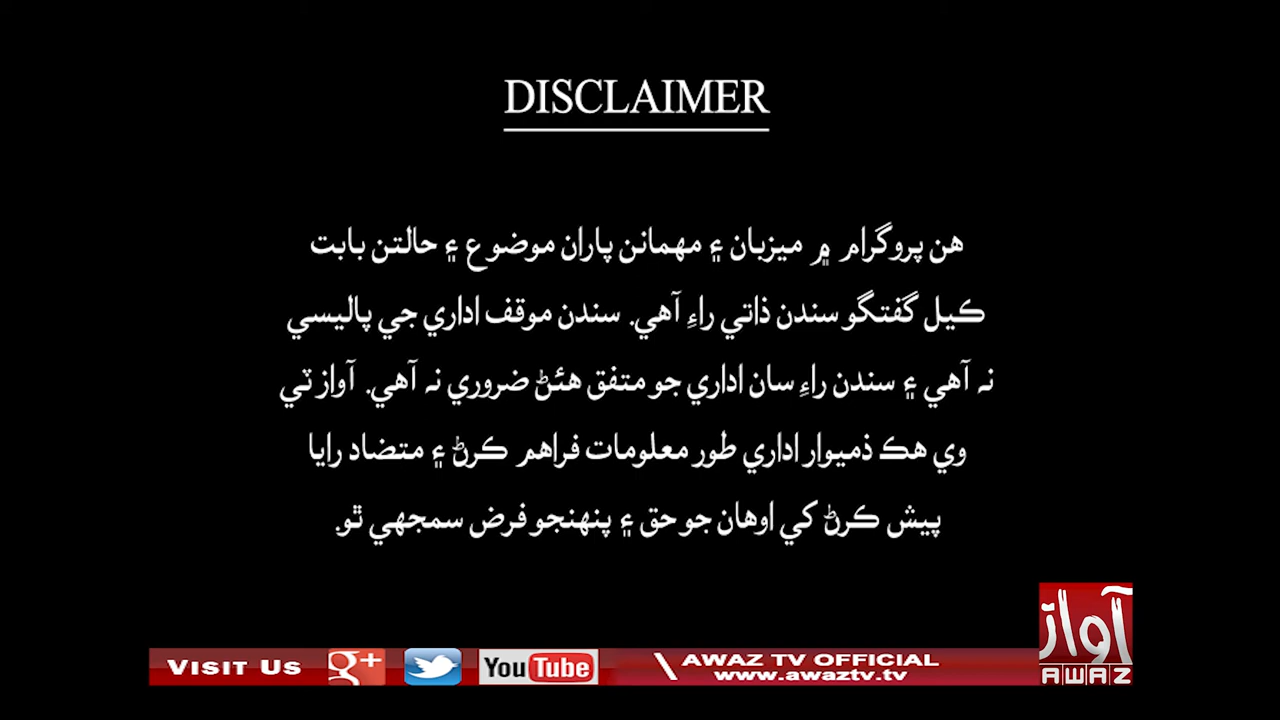 DISCLAIMER
هن پروگرام ۾ ميزبان ۽ مهمانن پاران موضوع ۽ حالتن بابت
ڪيل گفتگو سندن ذاتي راءِ آهي. سندن موقف اداري جي پاليسي
نہ آهي ۽ سندن راءِ سان اداري جو متفق هئڻ ضروري نہ آهي. آواز ٽي
وي هڪ ذميوار اداري طور معلومات فراهم ڪرڻ ۽ متضاد رايا
پيش ڪرڻ کي اوهان جو حق ۽ پنهنجو فرض سمجهي ٿو.
آواز
AWAZ
VISIT US g+ YouTube \ AWAZ TV OFFICIAL
www.awaztv.tv